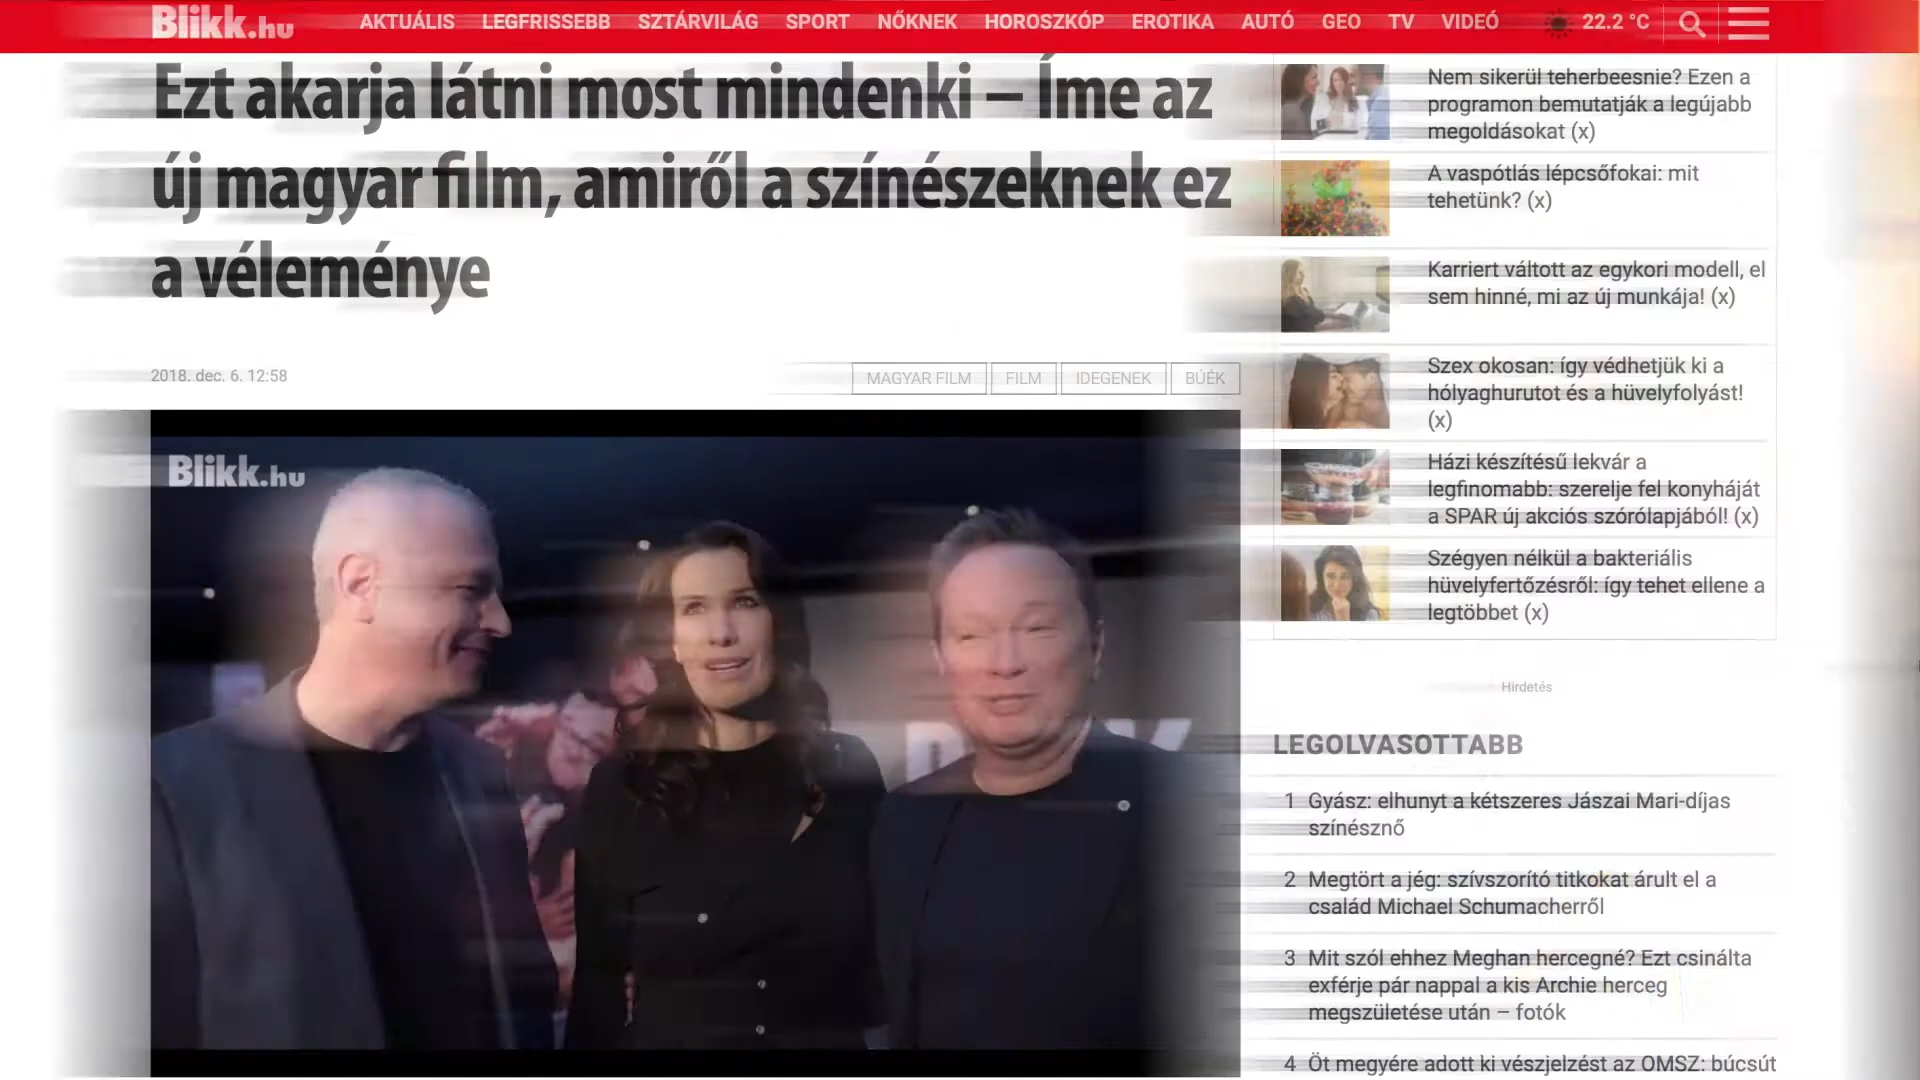 Blikk.hu
AKTUÁLIS LEGFRISSEBB SZTÁRVILÁG SPORT NŐKNEK HOROSZKÓP EROTIKA AUTÓ GEO TV VIDEÓ 22.2 °C
Ezt akarja látni most mindenki – Íme az
új magyar film, amiről a színészeknek ez
a véleménye
2018. dec. 6. 12:58
MAGYAR FILM FILM IDEGENEK BÚÉK
Blikk.hu
Nem sikerül teherbeesnie? Ezen a
programon bemutatják a legújabb
megoldásokat (x)
A vaspótlás lépcsőfokai: mit
tehetünk? (x)
Karriert váltott az egykori modell, el
sem hinné, mi az új munkája! (x)
Szex okosan: így védhetjük ki a
hólyaghurutot és a hüvelyfolyást!
(x)
Házi készítésű lekvár a
legfinomabb: szerelje fel konyháját
a SPAR új akciós szórólapjából! (x)
Szégyen nélkül a bakteriális
hüvelyfertőzésről: így tehet ellene a
legtöbbet (x)
Hirdetés
LEGOLVASOTTABB
1 Gyász: elhunyt a kétszeres Jászai Mari-díjas
színésznő
2 Megtört a jég: szívszorító titkokat árult el a
család Michael Schumacherről
3 Mit szól ehhez Meghan hercegné? Ezt csinálta
exférje pár nappal a kis Archie herceg
megszületése után – fotók
4 Öt megyére adott ki vészjelzést az OMSZ: búcsút